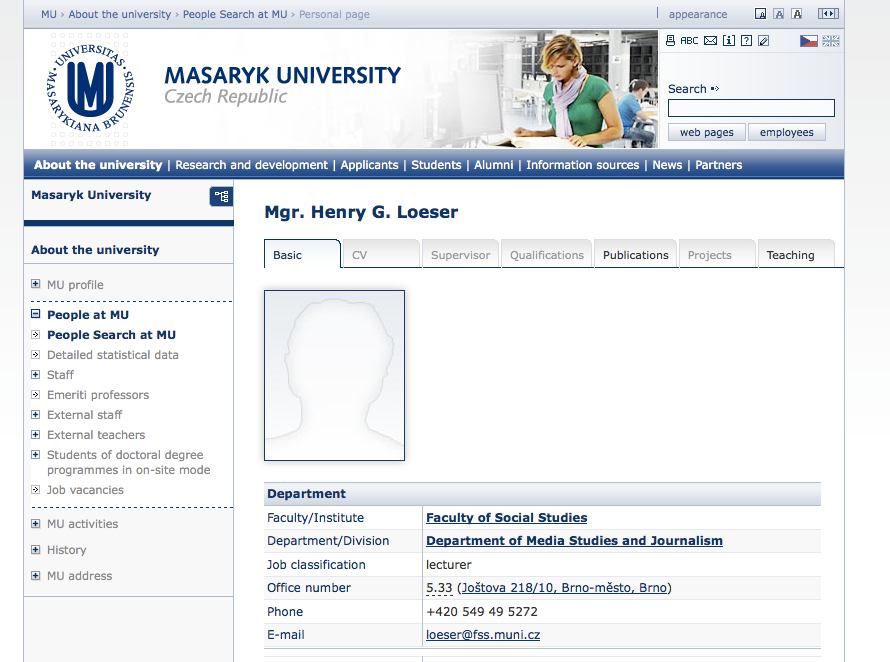 MU › About the university › People Search at MU › Personal page
appearance
A A A
UNIVERSITAS MASARYKIANA BRUNENSIS
MU
MASARYK UNIVERSITY
Czech Republic
ABC
Search
web pages employees
About the university | Research and development | Applicants | Students | Alumni | Information sources | News | Partners
Masaryk University
About the university
MU profile
People at MU
People Search at MU
Detailed statistical data
Staff
Emeriti professors
External staff
External teachers
Students of doctoral degree
programmes in on-site mode
Job vacancies
MU activities
History
MU address
Mgr. Henry G. Loeser
Basic CV Supervisor Qualifications Publications Projects Teaching
Department
Faculty/Institute Faculty of Social Studies
Department/Division Department of Media Studies and Journalism
Job classification lecturer
Office number 5.33 (Joštova 218/10, Brno-město, Brno)
Phone +420 549 49 5272
E-mail loeser@fss.muni.cz